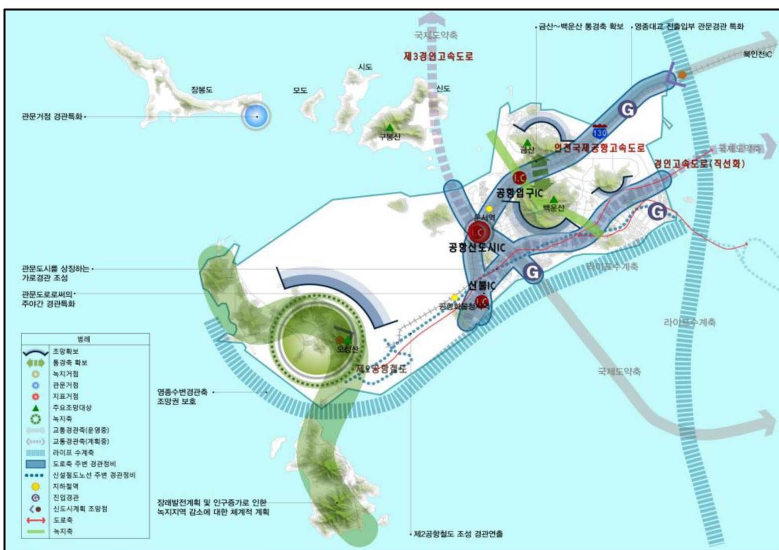 국제도약축
금산~백운산 통경축 확보
영종대교 진출입부 관문경관 특화
제3경인고속도로
북인천IC
시도
장봉도
모도
신도
G
관문거점 경관특화
구봉산
금산
130
인천국제공항고속도로
국제도약축
경인고속도로(직선화)
I.C
공항입구IC
백운산
운서역
I.C
G
공항신도시IC
관문도시를 상징하는
가로경관 조성
라이프수계축
신불IC
G
관문도로로써의
주야간 경관특화
I.C
공항화물청사역
라이프수계축
오성산
제2공항철도
국제도약축
영종수변경관축
조망권 보호
장래발전계획 및 인구증가로 인한
녹지지역 감소에 대한 체계적 계획
제2공항철도 조성 경관연출
범례
조망확보
통경축 확보
녹지거점
관문거점
지표거점
주요조망대상
녹지축
교통경관축(운영중)
교통경관축(계획중)
라이프 수계축
도로축 주변 경관정비
신설철도노선 주변 경관정비
지하철역
G
진입경관
신도시계획 조망점
도로축
녹지축